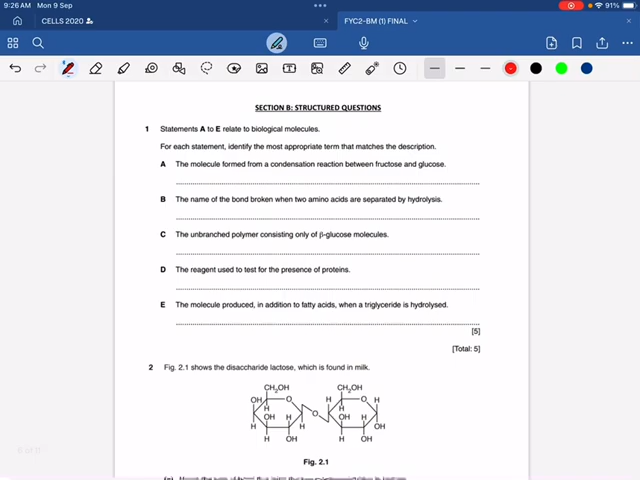 9:26 AM Mon 9 Sep
91%
CELLS 2020
FYC2-BM (1) FINAL
SECTION B: STRUCTURED QUESTIONS
1 Statements A to E relate to biological molecules.
For each statement, identify the most appropriate term that matches the description.
A The molecule formed from a condensation reaction between fructose and glucose.
B The name of the bond broken when two amino acids are separated by hydrolysis.
C The unbranched polymer consisting only of β-glucose molecules.
D The reagent used to test for the presence of proteins.
E The molecule produced, in addition to fatty acids, when a triglyceride is hydrolysed.
[5]
[Total: 5]
2 Fig. 2.1 shows the disaccharide lactose, which is found in milk.
CH2OH CH2OH
OH O H O H
H H
OH H OH H
H H O OH
H OH H OH
Fig. 2.1